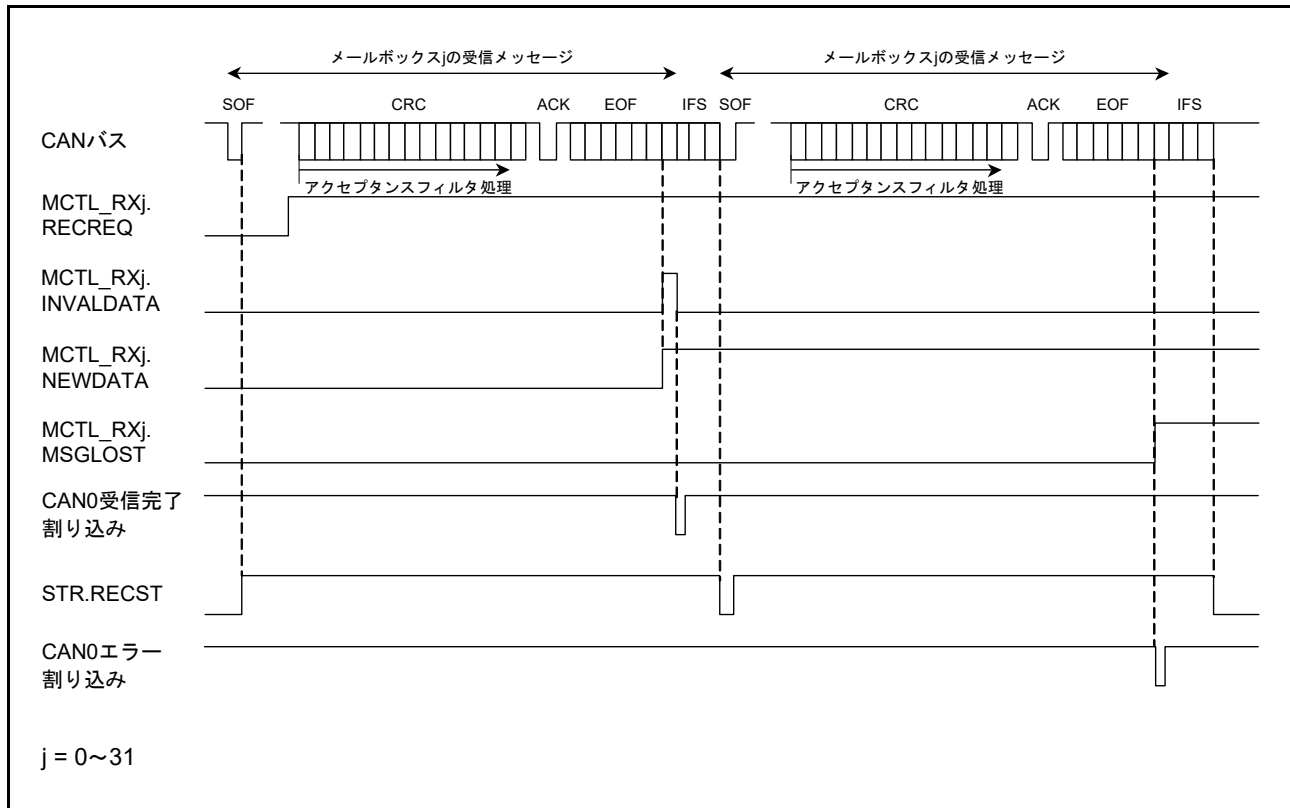 メールボックスjの受信メッセージ メールボックスjの受信メッセージ
SOF CRC ACK EOF IFS SOF CRC ACK EOF IFS
CANバス
アクセプタンスフィルタ処理 アクセプタンスフィルタ処理
MCTL_RXj.
RECREQ
MCTL_RXj.
INVALDATA
MCTL_RXj.
NEWDATA
MCTL_RXj.
MSGLOST
CAN0受信完了
割り込み
STR.RECST
CAN0エラー
割り込み
j = 0~31